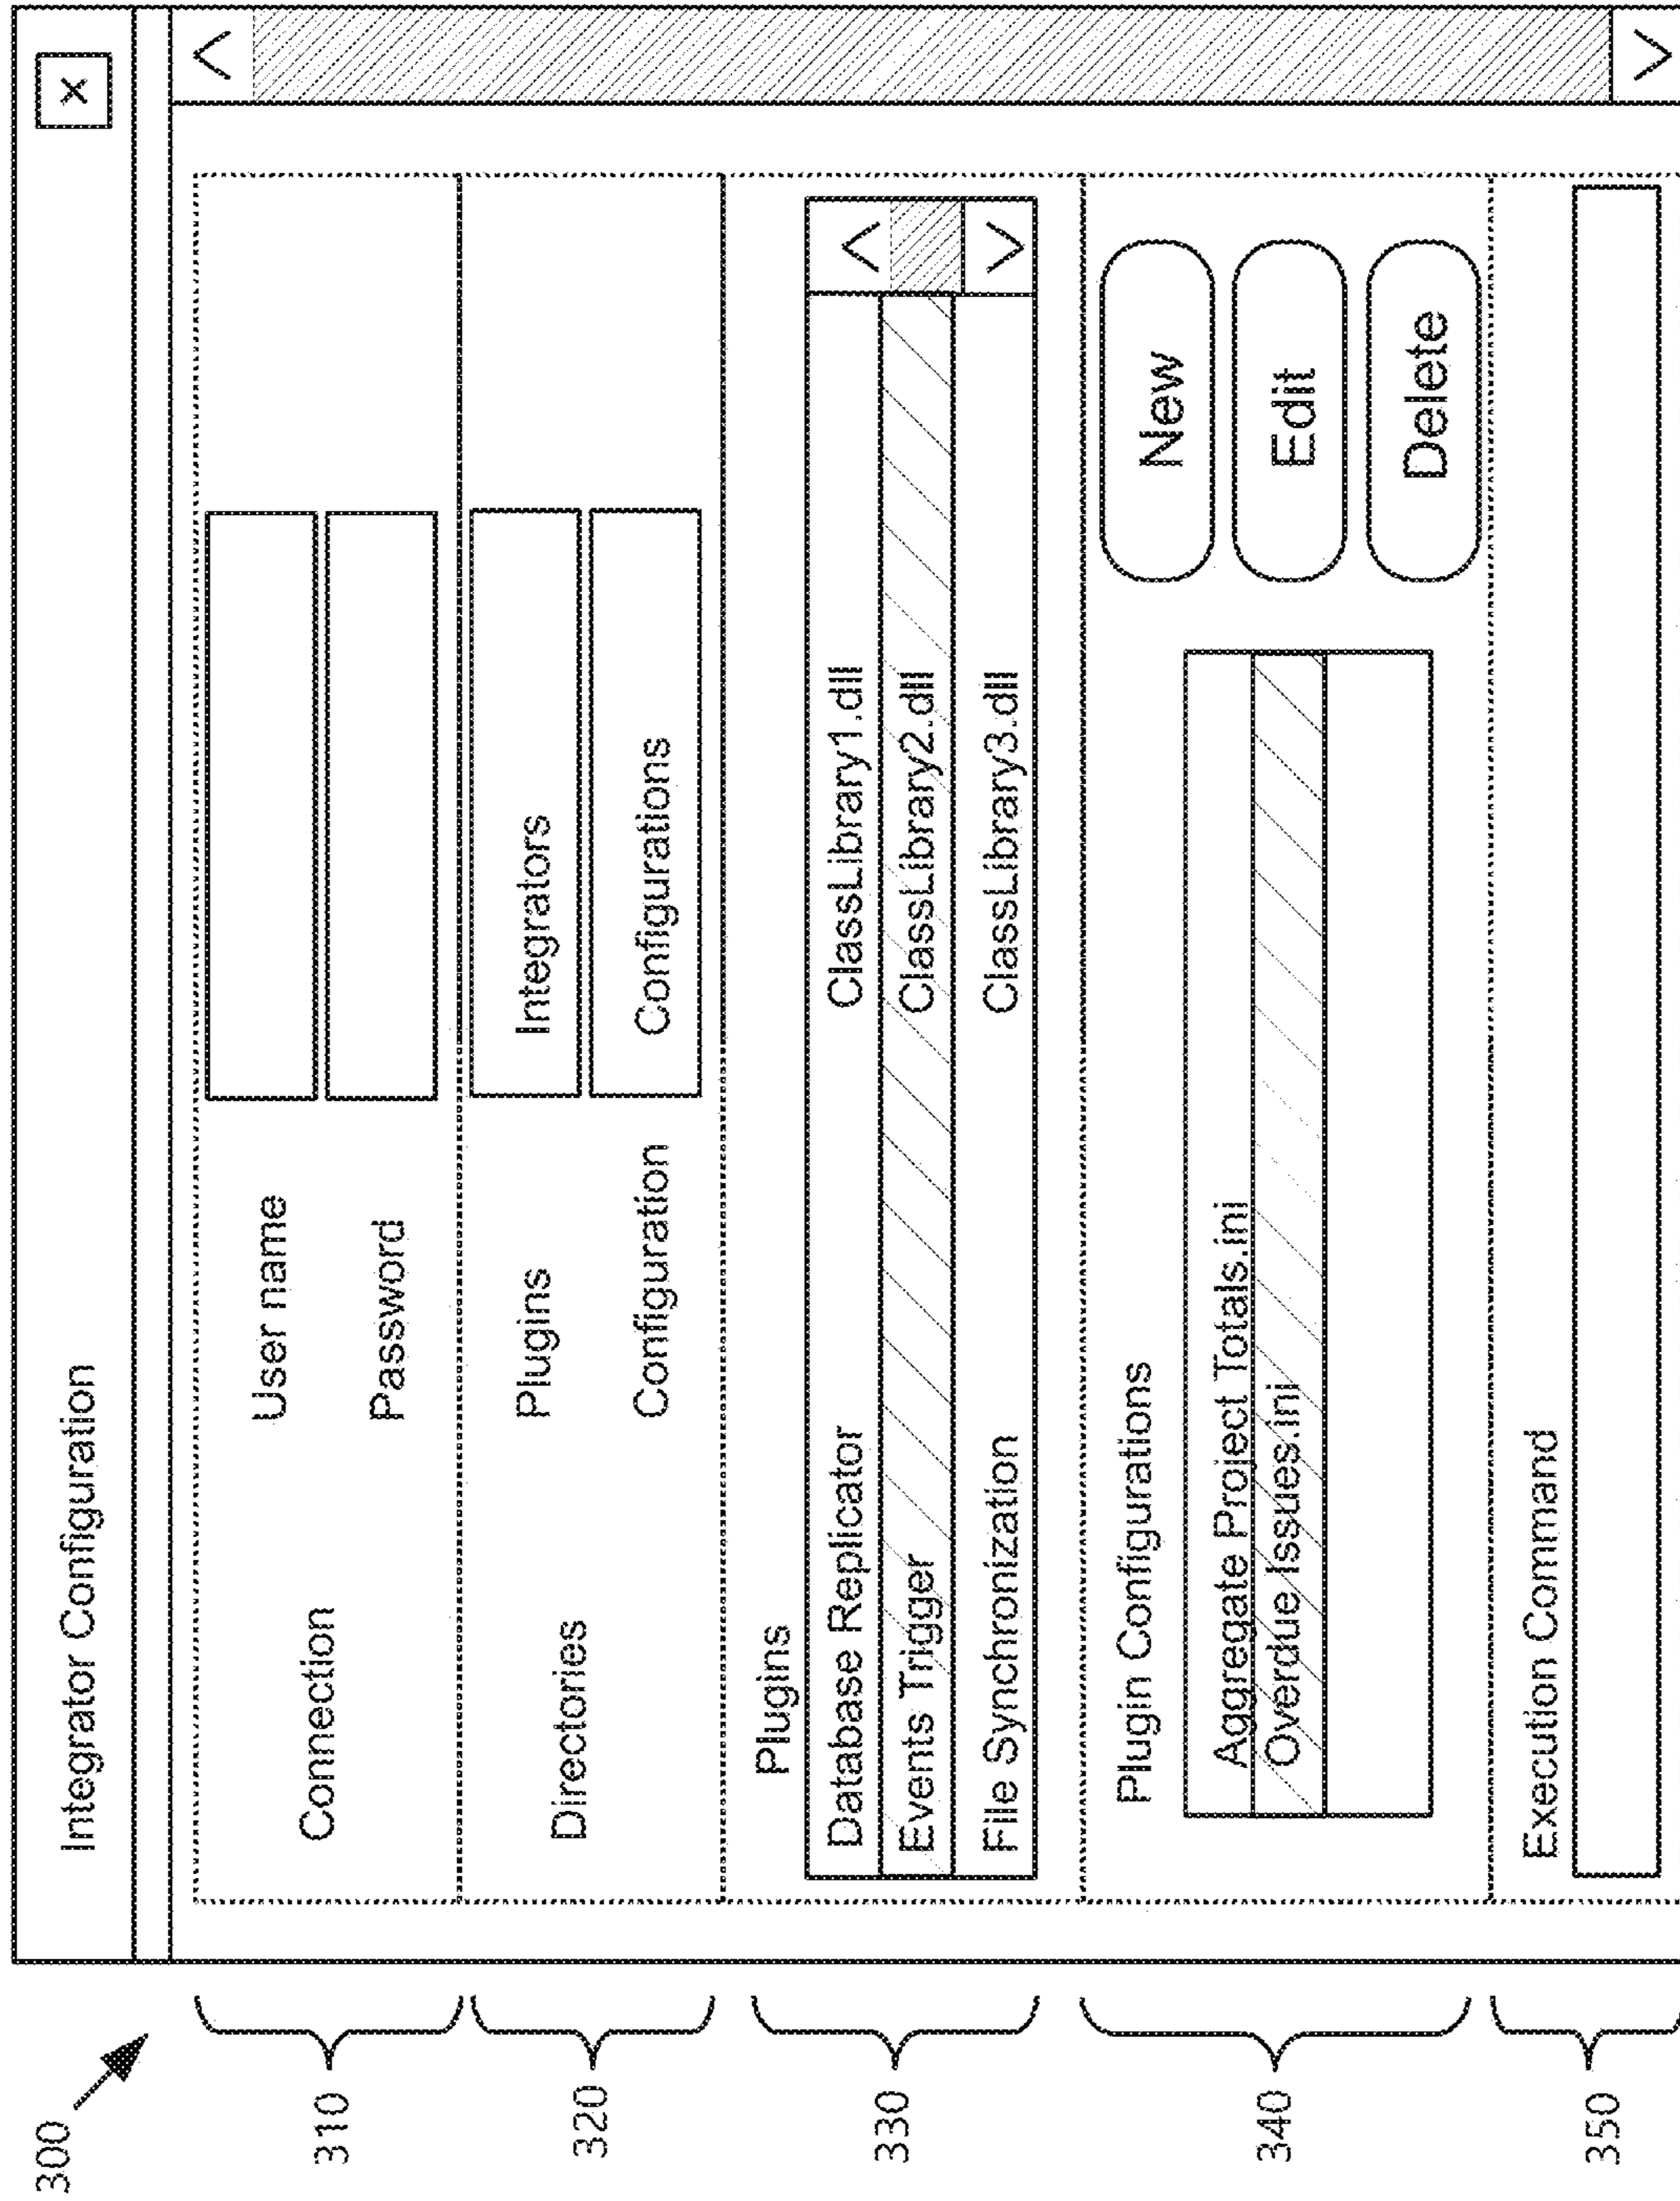 300
Integrator Configuration
x
310
Connection
User name
Password
320
Directories
Plugins
Integrators
Configuration
Configurations
330
Plugins
Database Replicator ClassLibrary1.dll
Events Trigger ClassLibrary2.dll
File Synchronization ClassLibrary3.dll
340
Plugin Configurations
Aggregate Project Totals.ini
Overdue Issues.ini
New
Edit
Delete
350
Execution Command